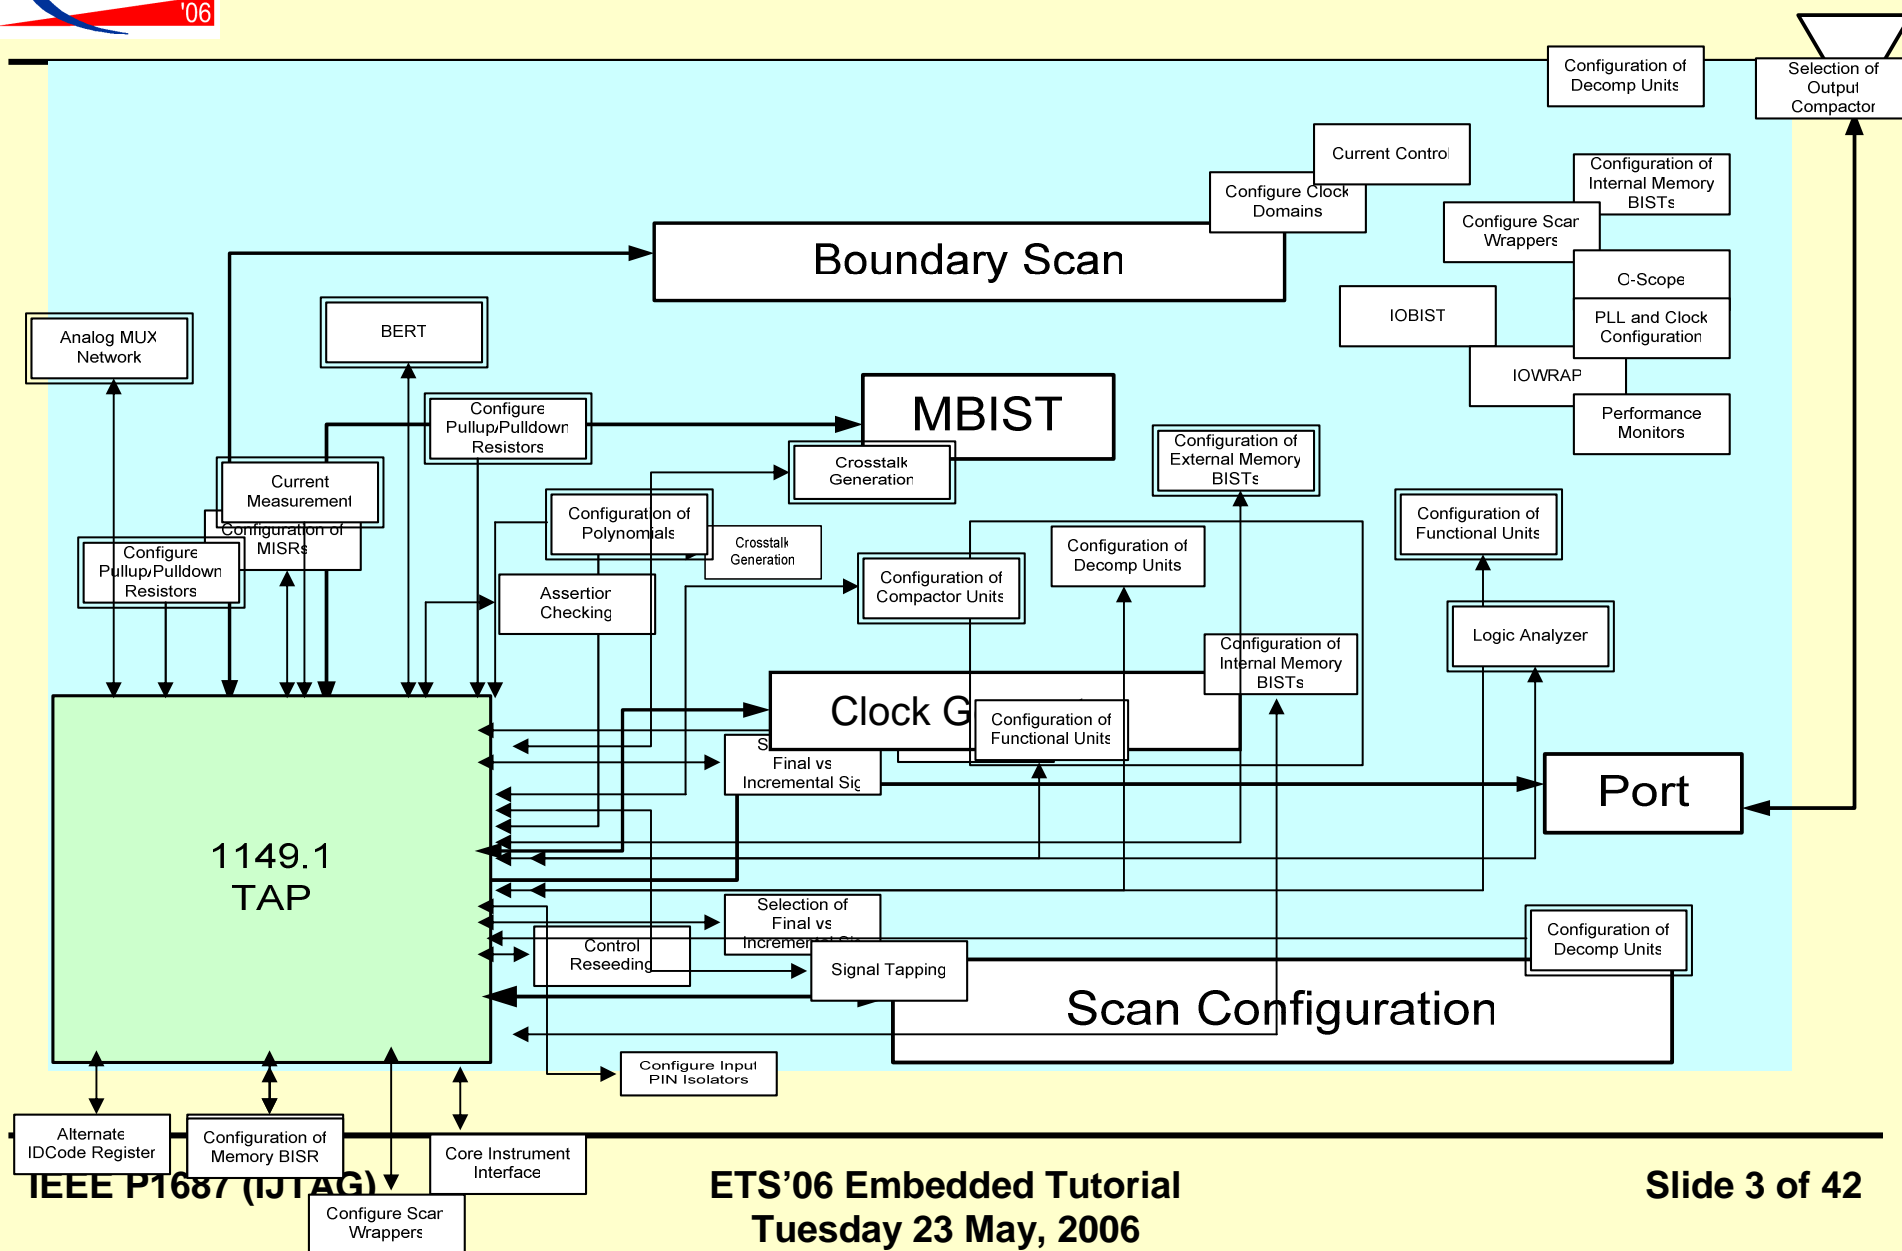 '06
Configuration of
Decomp Units
Selection of
Output
Compactor
Current Control
Configuration of
Internal Memory
BISTs
Configure Clock
Domains
Configure Scan
Wrappers
Boundary Scan
O-Scope
IOBIST
PLL and Clock
Configuration
Analog MUX
Network
BERT
IOWRAP
Performance
Monitors
Configure
Pullup/Pulldown
Resistors
MBIST
Crosstalk
Generation
Configuration of
External Memory
BISTs
Current
Measurement
Configuration of
MISRs
Configuration of
Polynomials
Configuration of
Functional Units
Configure
Pullup/Pulldown
Resistors
Crosstalk
Generation
Configuration of
Decomp Units
Assertion
Checking
Configuration of
Compactor Units
Logic Analyzer
Configuration of
Internal Memory
BISTs
Clock G
Configuration of
Functional Units
S
Final vs
Incremental Sig
Port
1149.1
TAP
Selection of
Final vs
Incremental
Control
Reseeding
Signal Tapping
Configuration of
Decomp Units
Scan Configuration
Configure Input
PIN Isolators
Alternate
IDCode Register
Configuration of
Memory BISR
Core Instrument
Interface
IEEE P1687 (IJTAG)
ETS’06 Embedded Tutorial
Tuesday 23 May, 2006
Slide 3 of 42
Configure Scan
Wrappers